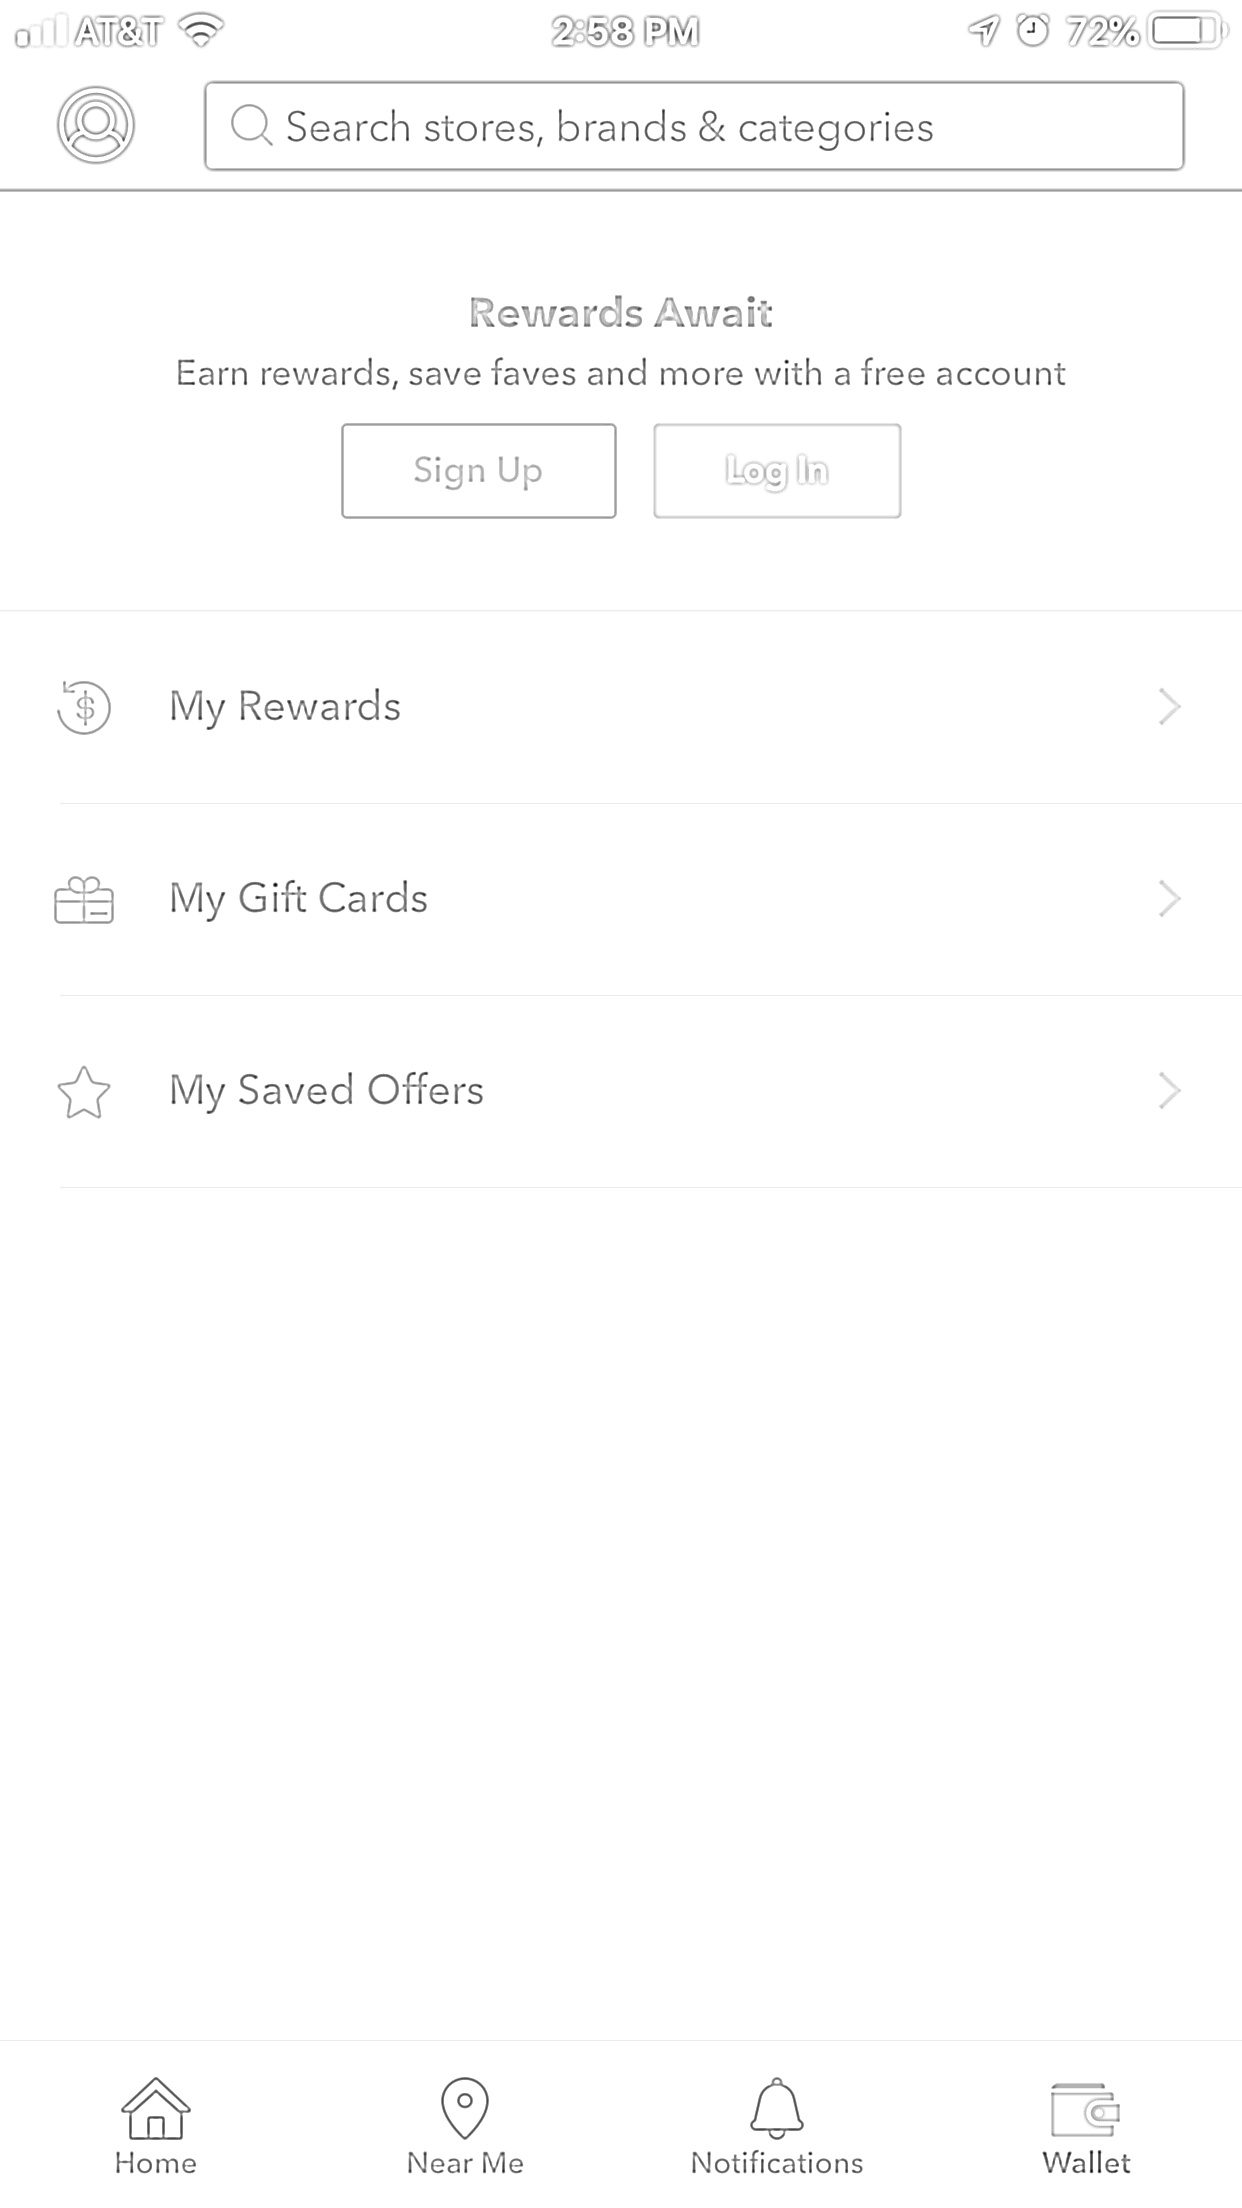 AT&T 2:58 PM 72%
Search stores, brands & categories
Rewards Await
Earn rewards, save faves and more with a free account
Sign Up Log In
My Rewards
My Gift Cards
My Saved Offers
Home Near Me Notifications Wallet